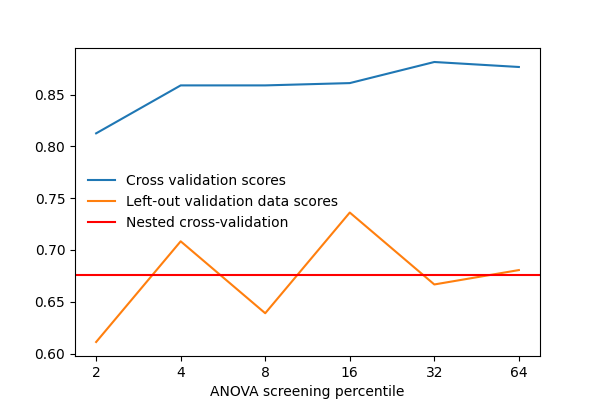 0.85
0.80
0.75
0.70
0.65
0.60
Cross validation scores
Left-out validation data scores
Nested cross-validation
2 4 8 16 32 64
ANOVA screening percentile